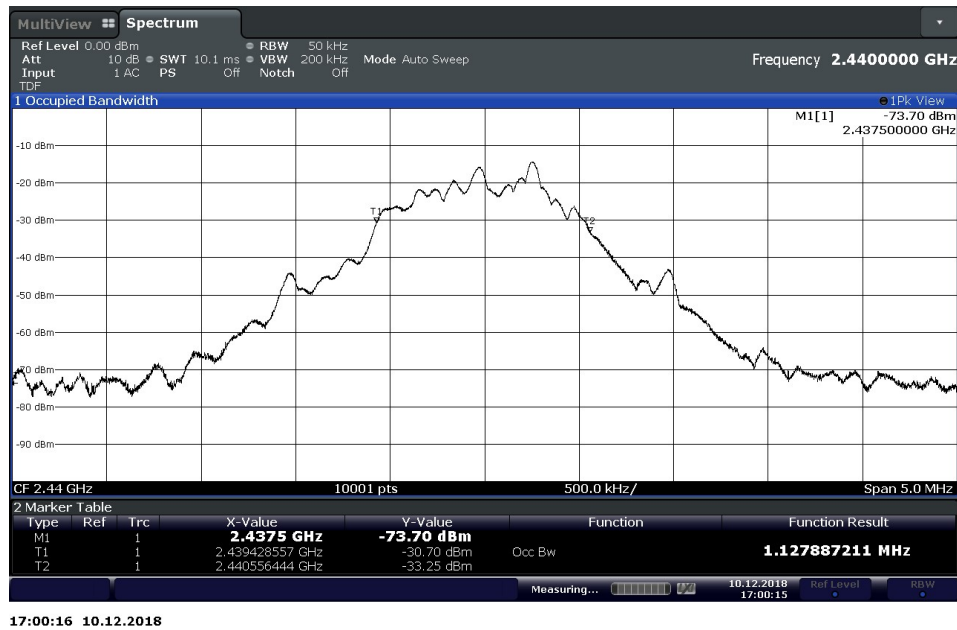 MultiView Spectrum
Ref Level 0.00 dBm RBW 50 kHz
Att 10 dB SWT 10.1 ms VBW 200 kHz Mode Auto Sweep Frequency 2.4400000 GHz
Input 1 AC PS Off Notch Off
TDF
1 Occupied Bandwidth 1Pk View
M1[1] -73.70 dBm
2.437500000 GHz
-10 dBm
-20 dBm
T1
-30 dBm
T2
-40 dBm
-50 dBm
-60 dBm
-70 dBm
-80 dBm
-90 dBm
CF 2.44 GHz 10001 pts 500.0 kHz/ Span 5.0 MHz
2 Marker Table
Type Ref Trc X-Value Y-Value Function Function Result
M1 1 2.4375 GHz -73.70 dBm
T1 1 2.439428557 GHz -30.70 dBm Occ Bw 1.127887211 MHz
T2 1 2.440556444 GHz -33.25 dBm
Measuring... 10.12.2018 Ref Level RBW
17:00:15
17:00:16 10.12.2018